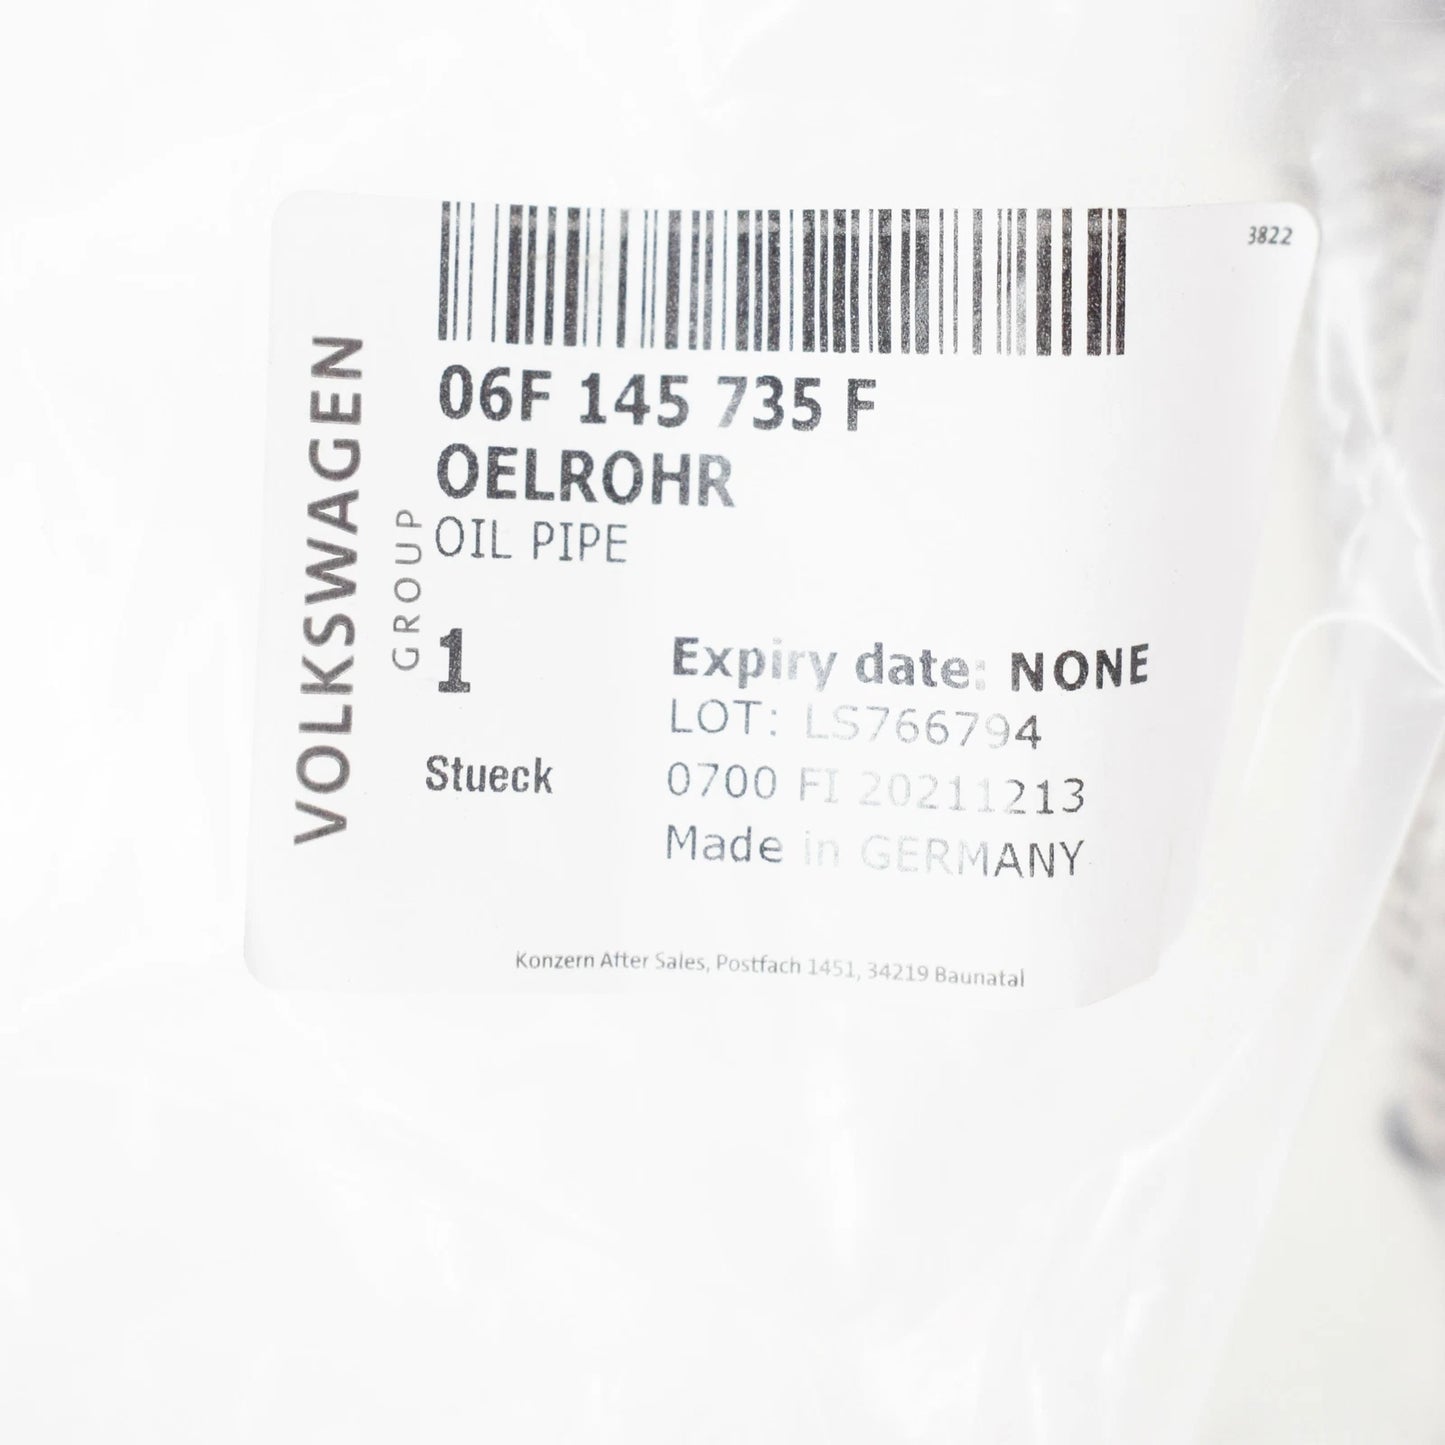 3822
VOLKSWAGEN
GROUP
06F 145 735 F
OELROHR
OIL PIPE
1
Stueck
Expiry date: NONE
LOT: LS766794
0700 FI 20211213
Made in GERMANY
Konzern After Sales, Postfach 1451, 34219 Baunatal